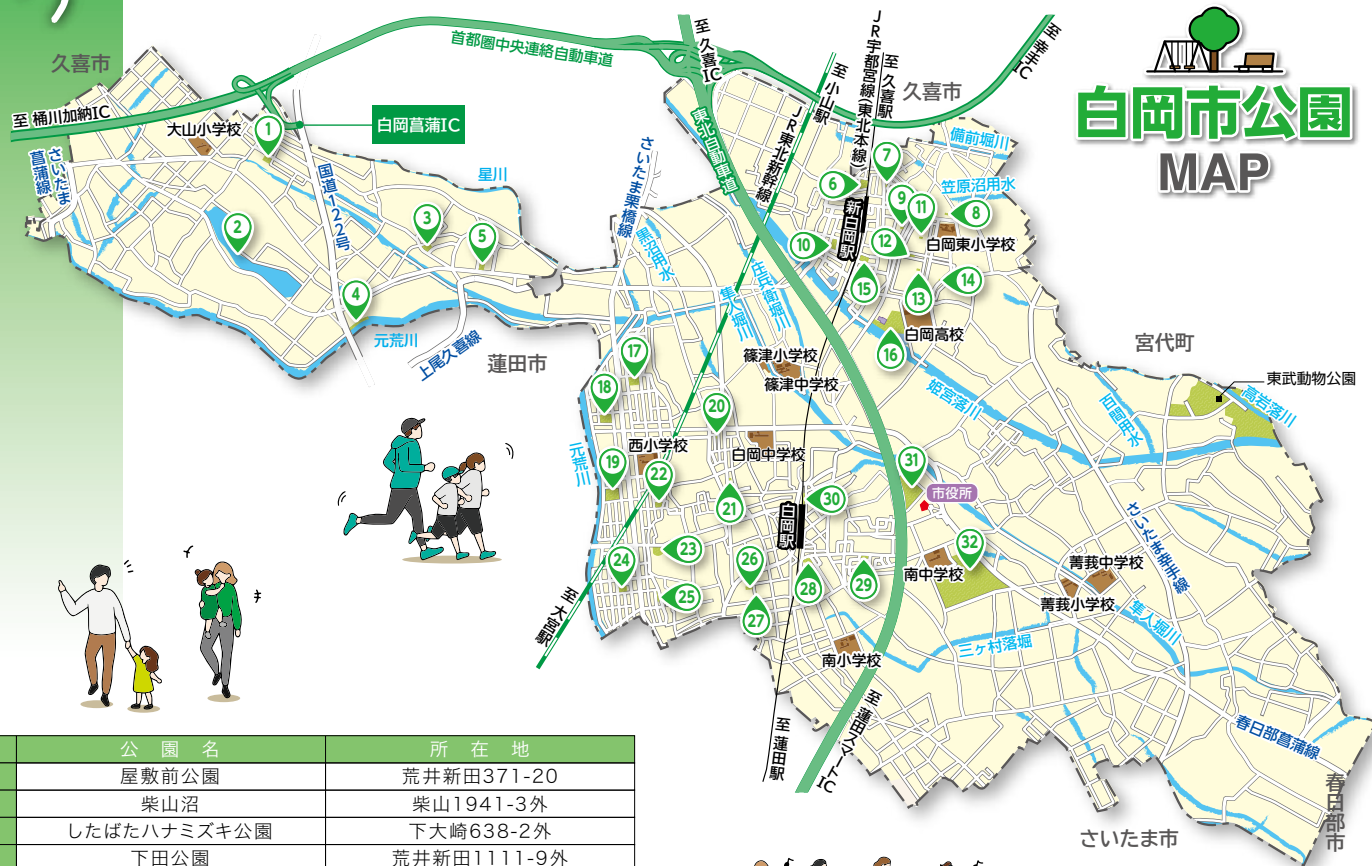 白岡市公園
MAP
久喜市
至 桶川加納IC
首都圏中央連絡自動車道
至 久喜IC
至 小山駅
JR宇都宮線（東北本線）
至 久喜駅
久喜市
至 幸手IC
大山小学校
1
白岡菖蒲IC
さいたま菖蒲線
国道122号
星川
さいたま栗橋線
東北自動車道
JR東北新幹線
備前堀川
7
6
新白岡駅
9
11
笠原沼用水
8
白岡東小学校
2
3
5
10
12
14
黒沼用水
庄兵衛堀川
隼人堀川
15
13
4
白岡高校
元荒川
上尾久喜線
蓮田市
16
宮代町
17
篠津小学校
篠津中学校
姫宮落川
百間用水
東武動物公園
高岩落川
18
20
元荒川
西小学校
白岡中学校
19
22
31
市役所
21
30
白岡駅
さいたま幸手線
23
24
26
32
南中学校
菁莪中学校
25
28
29
菁莪小学校
27
隼人堀川
至 大宮駅
南小学校
三ヶ村落堀
至 蓮田駅
至 蓮田スマートIC
春日部菖蒲線
春日部市
さいたま市
公園名 所在地
屋敷前公園 荒井新田371-20
柴山沼 柴山1941-3外
したばたハナミズキ公園 下大崎638-2外
下田公園 荒井新田1111-9外